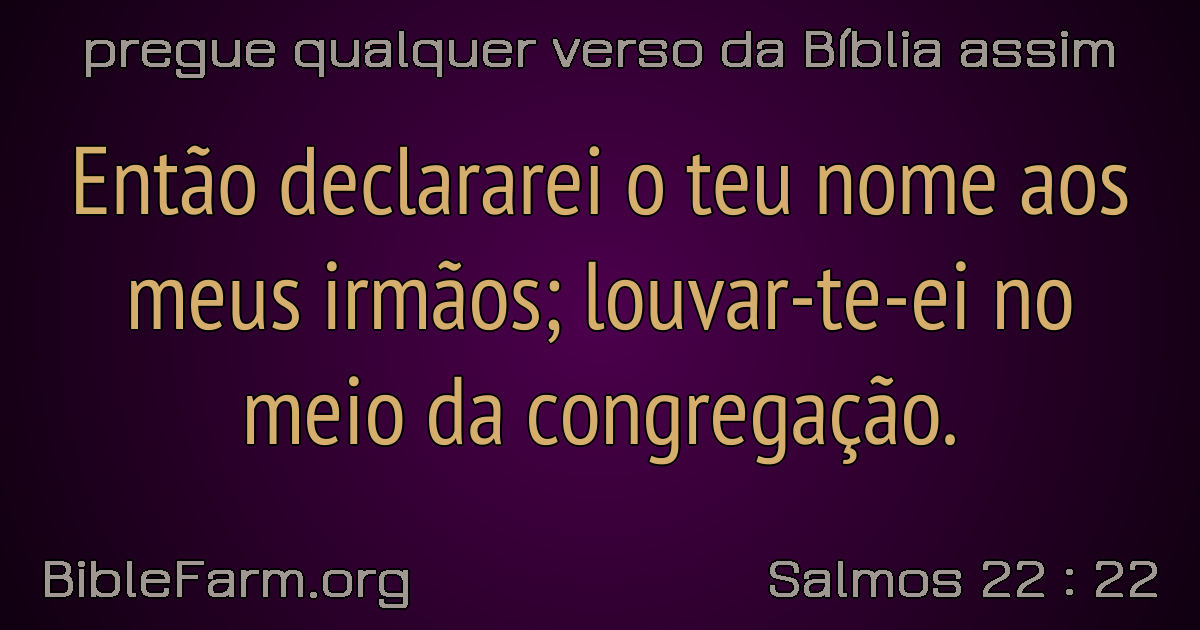 pregue qualquer verso da Bíblia assim
Então declararei o teu nome aos
meus irmãos; louvar-te-ei no
meio da congregação.
BibleFarm.org
Salmos 22 : 22